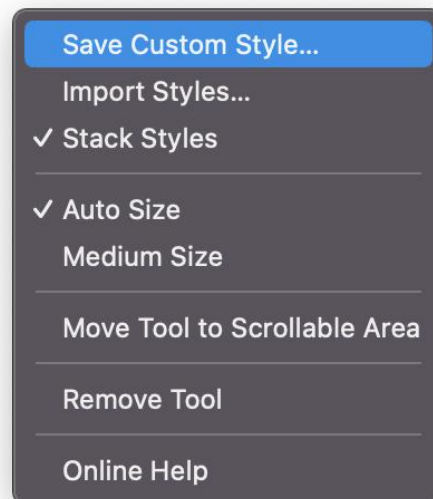 Save Custom Style...
Import Styles...
✓ Stack Styles
✓ Auto Size
Medium Size
Move Tool to Scrollable Area
Remove Tool
Online Help